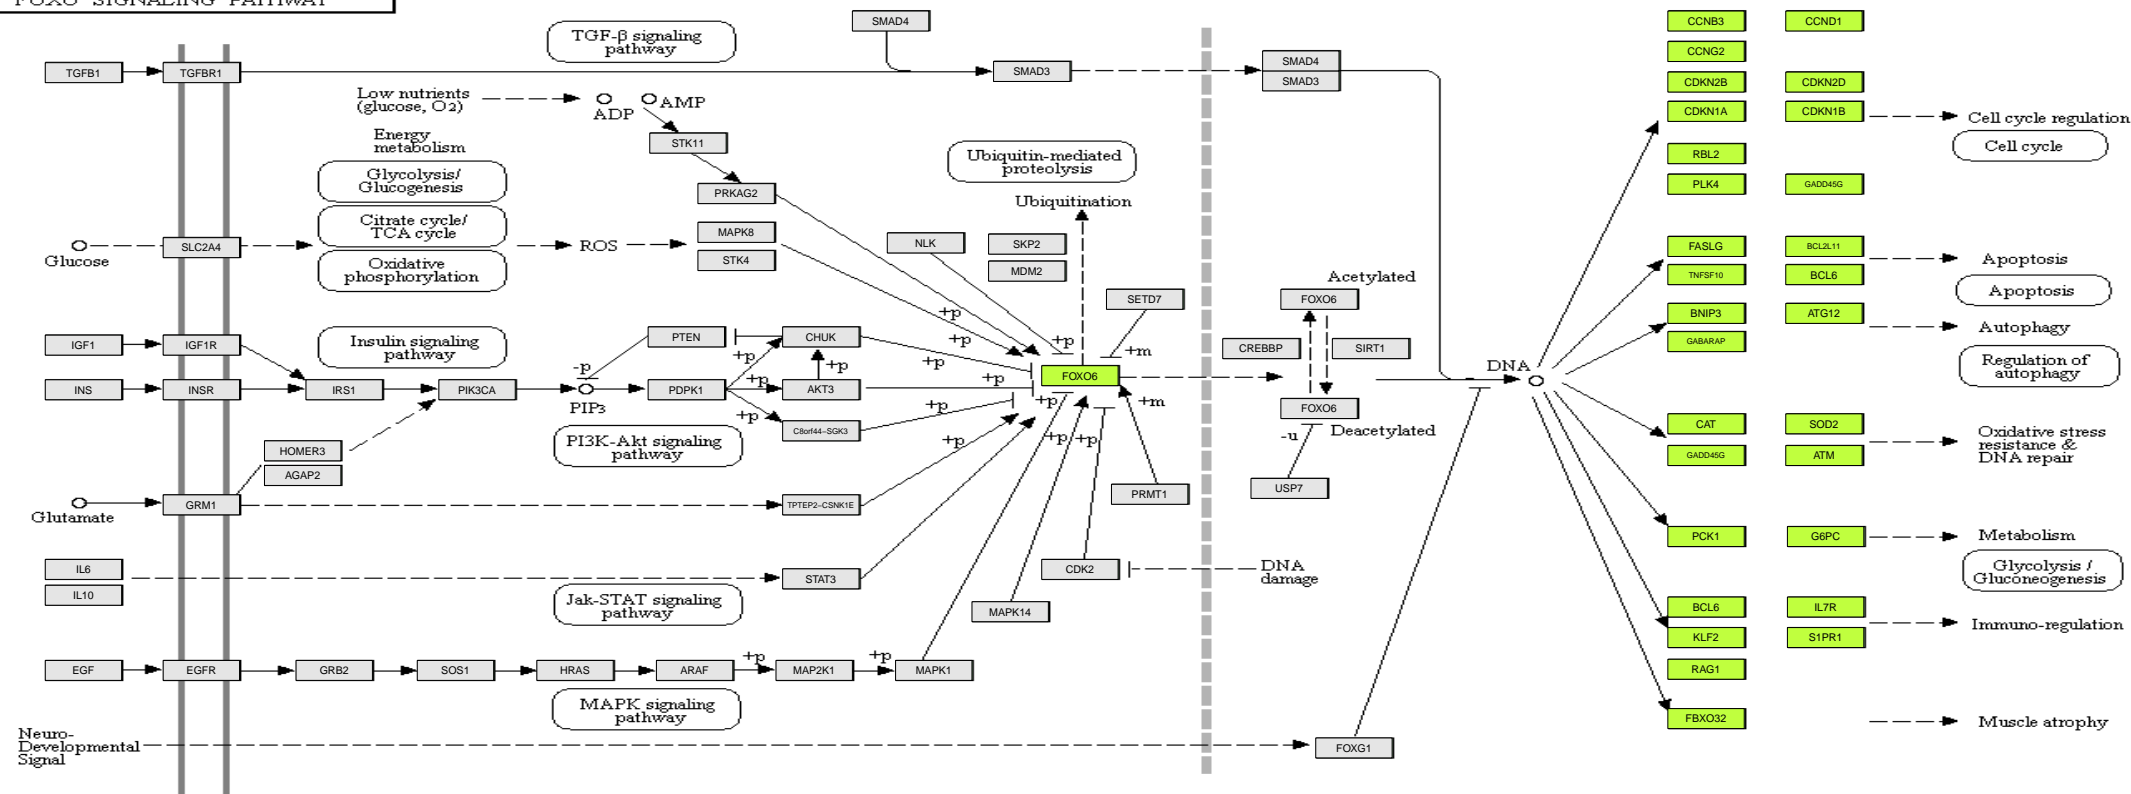 FOXO SIGNALING PATHWAY
SMAD4
CCNB3
CCND1
TGF-β signaling
pathway
CCNG2
TGFB1
TGFBR1
SMAD3
SMAD4
SMAD3
CDKN2B
CDKN2D
Low nutrients
(glucose, O2)
ADP
AMP
CDKN1A
CDKN1B
Cell cycle regulation
Energy
metabolism
STK11
Cell cycle
Ubiquitin-mediated
proteolysis
RBL2
Glycolysis/
Glucogenesis
PRKAG2
PLK4
GADD45G
Ubiquitination
Citrate cycle/
TCA cycle
MAPK8
NLK
SKP2
Glucose
SLC2A4
ROS
STK4
MDM2
FASLG
BCL2L11
Apoptosis
Oxidative
phosphorylation
TNFSF10
BCL6
Acetylated
Apoptosis
SETD7
FOXO6
+p
+p
+p
+m
BNIP3
ATG12
Autophagy
Insulin signaling
pathway
PTEN
CHUK
GABARAP
IGF1
IGF1R
CREBBP
SIRT1
Regulation of
autophagy
-p
+p
+p
+p
DNA
FOXO6
INS
INSR
IRS1
PIK3CA
PIP3
PDPK1
+p
AKT3
+p
+p
+m
FOXO6
+p
C8orf44-SGK3
+p
-u
Deacetylated
CAT
SOD2
Oxidative stress
resistance &
DNA repair
PI3K-Akt signaling
pathway
+p
+p
+p
HOMER3
AGAP2
GADD45G
ATM
USP7
PRMT1
Glutamate
GRM1
TPTEP2-CSNK1E
PCK1
G6PC
Metabolism
Glycolysis /
Gluconeogenesis
IL6
IL10
STAT3
CDK2
DNA
damage
Jak-STAT signaling
pathway
MAPK14
BCL6
IL7R
KLF2
S1PR1
Immuno-regulation
EGF
EGFR
GRB2
SOS1
HRAS
ARAF
+p
MAP2K1
+p
MAPK1
RAG1
MAPK signaling
pathway
FBXO32
Muscle atrophy
Neuro-
Developmental
Signal
FOXG1